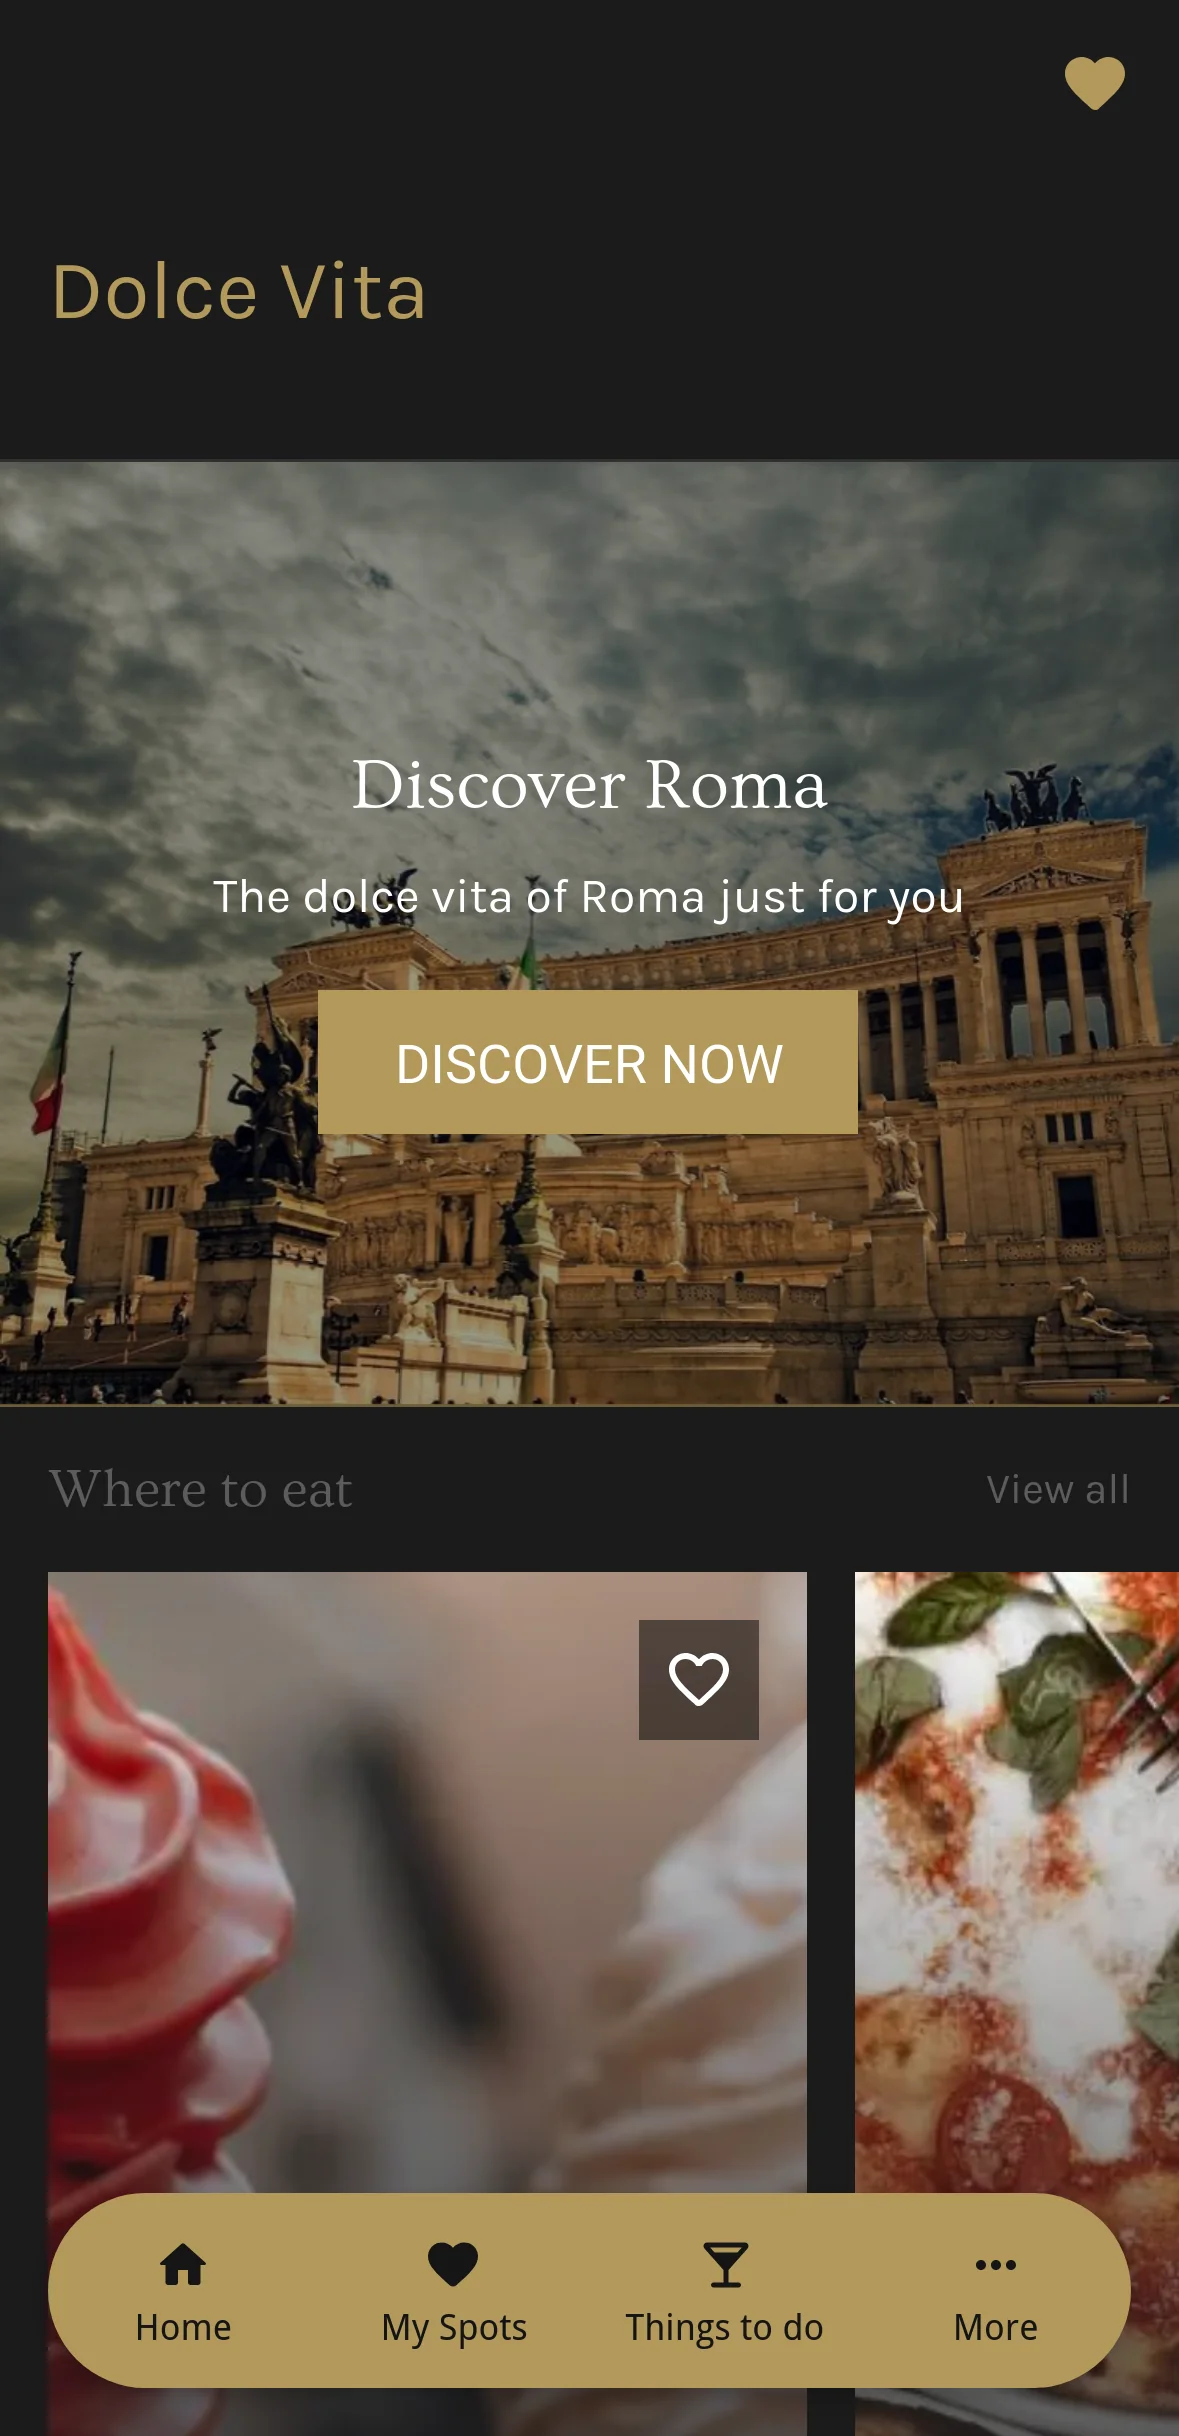 Dolce Vita
Discover Roma
The dolce vita of Roma just for you
DISCOVER NOW
Where to eat
View all
Home
My Spots
Things to do
More